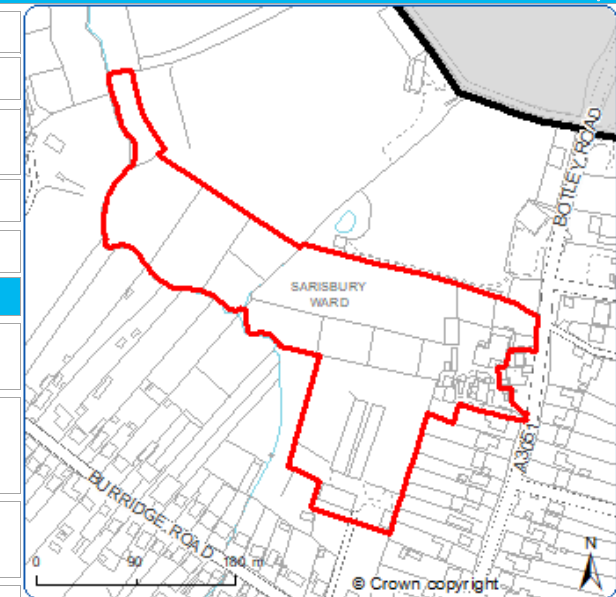 BOTLEY ROAD
SARISBURY
WARD
A3051
BURRIDGE ROAD
N
0 90 180 m
© Crown copyright